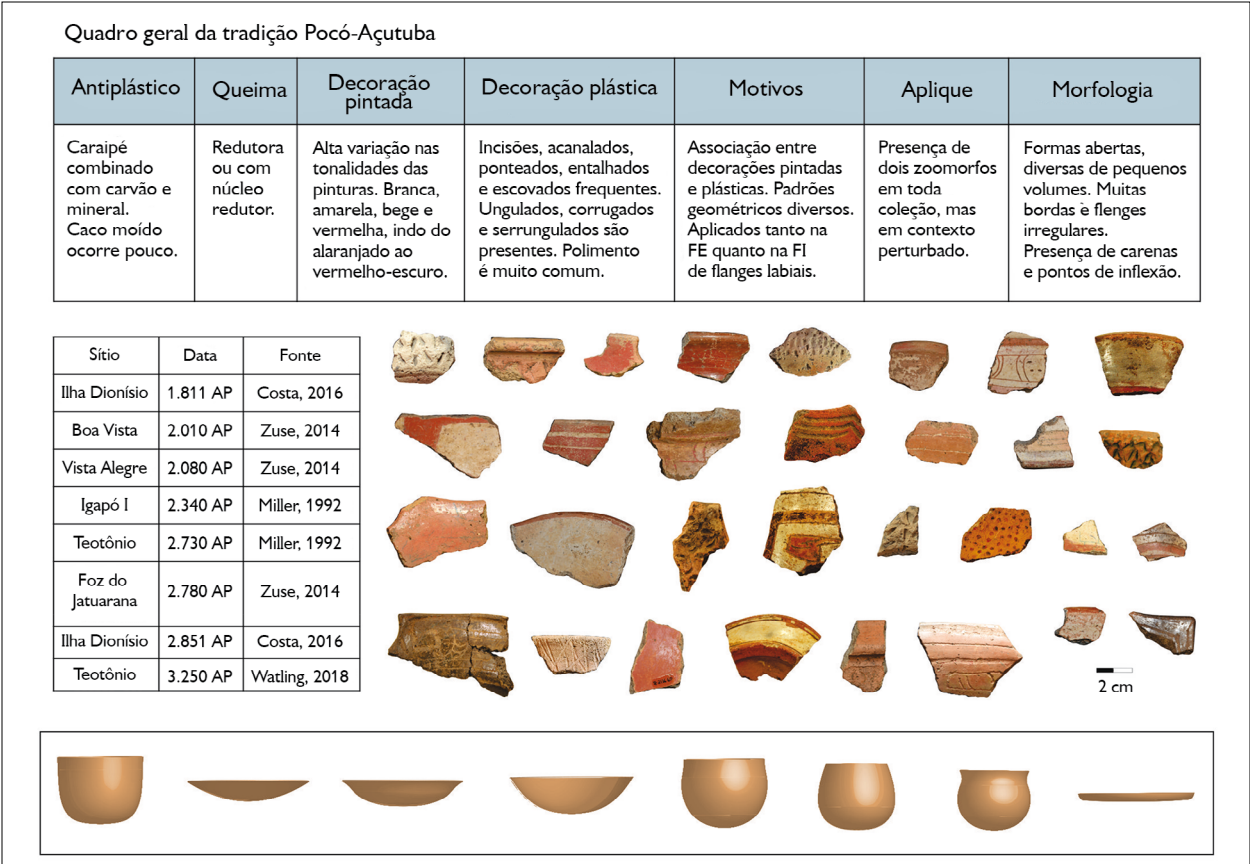 Quadro geral da tradição Pocó-Açutuba
Antiplástico
Queima
Decoração
pintada
Decoração plástica
Motivos
Aplique
Morfologia
Caraipé
combinado
com carvão e
mineral.
Caco moído
ocorre pouco.
Redutora
ou com
núcleo
redutor.
Alta variação nas
tonalidades das
pinturas. Branca,
amarela, bege e
vermelha, indo do
alaranjado ao
vermelho-escuro.
Incisões, acanalados,
ponteados, entalhados
e escovados frequentes.
Ungulados, corrugados
e serrungulados são
presentes. Polimento
é muito comum.
Associação entre
decorações pintadas
e plásticas. Padrões
geométricos diversos.
Aplicados tanto na
FE quanto na FI
de flanges labiais.
Presença de
dois zoomorfos
em toda
coleção, mas
em contexto
perturbado.
Formas abertas,
diversas de pequenos
volumes. Muitas
bordas e flenges
irregulares.
Presença de carenas
e pontos de inflexão.
Sítio Data Fonte
Ilha Dionísio 1.811 AP Costa, 2016
Boa Vista 2.010 AP Zuse, 2014
Vista Alegre 2.080 AP Zuse, 2014
Igapó I 2.340 AP Miller, 1992
Teotônio 2.730 AP Miller, 1992
Foz do
Jatuarana 2.780 AP Zuse, 2014
Ilha Dionísio 2.851 AP Costa, 2016
Teotônio 3.250 AP Watling, 2018
2 cm